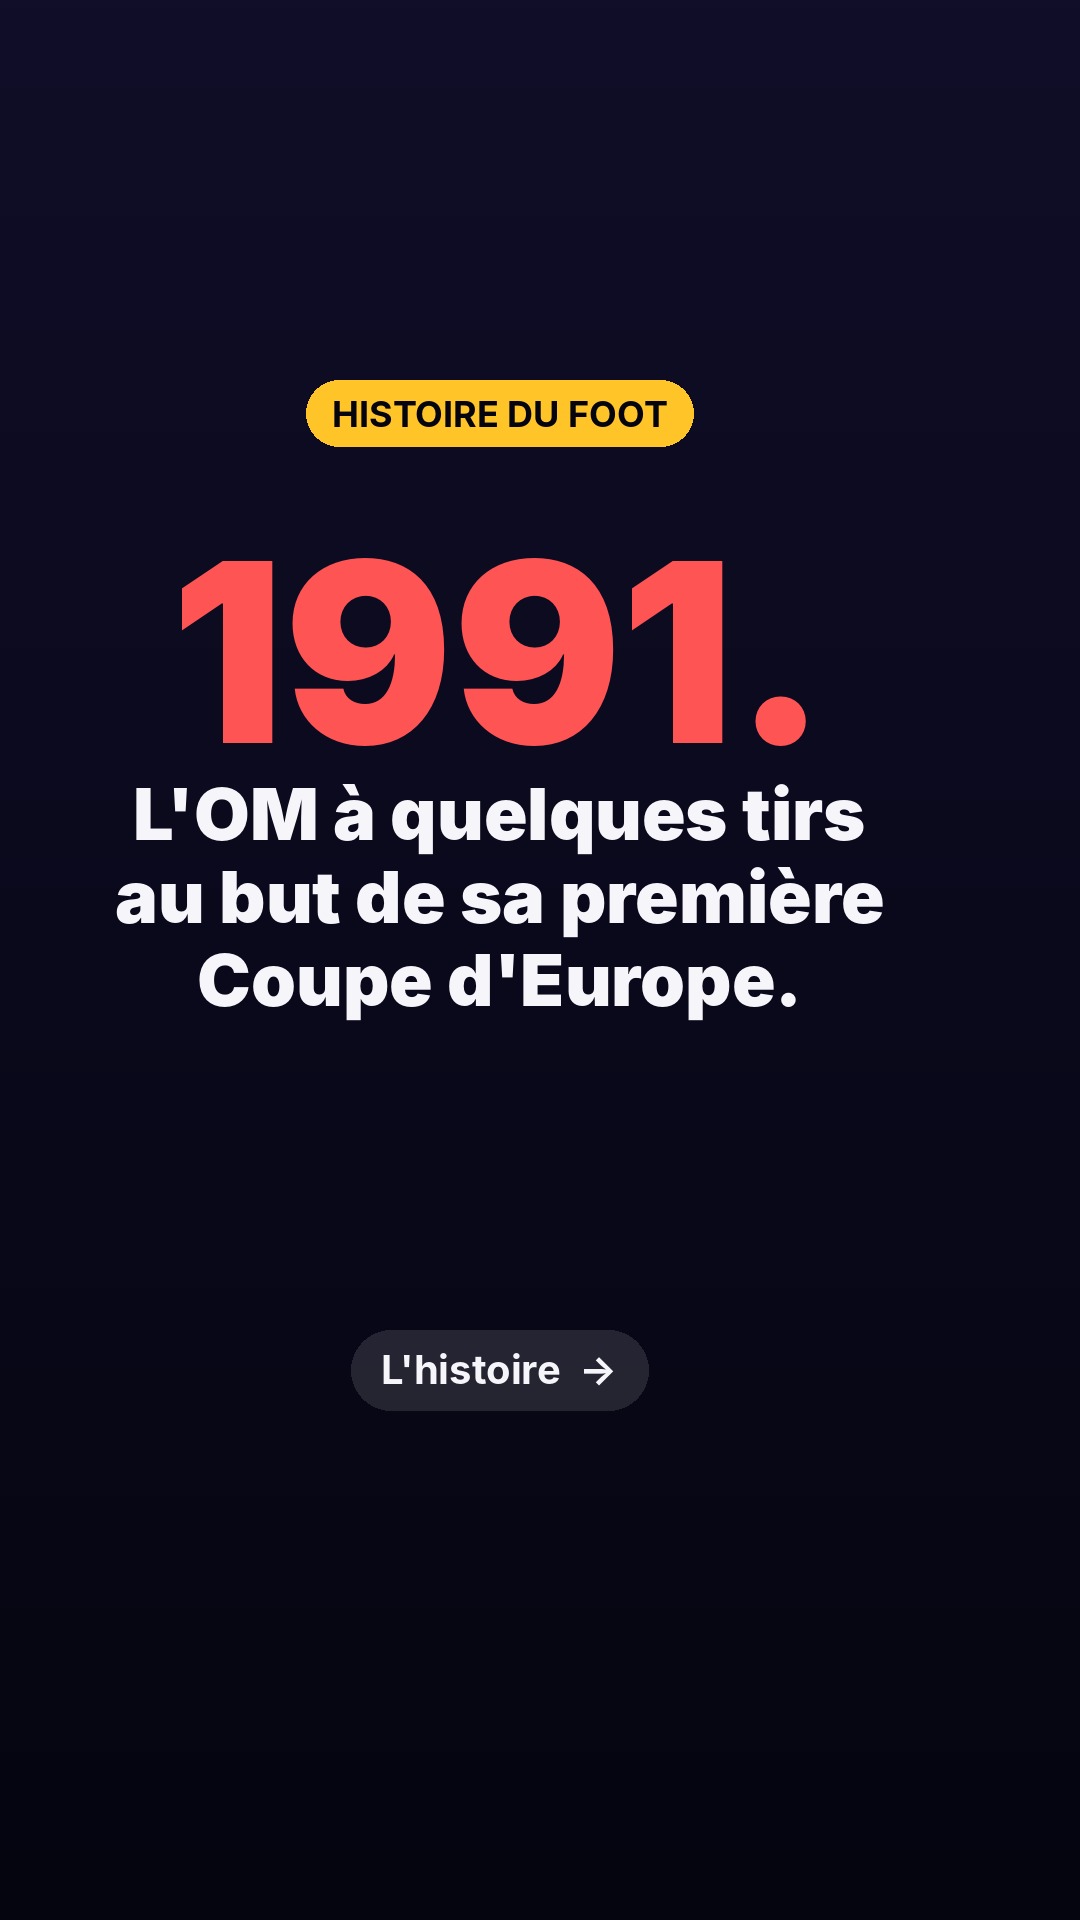 HISTOIRE DU FOOT
1991.
L'OM à quelques tirs
au but de sa première
Coupe d'Europe.
L'histoire →